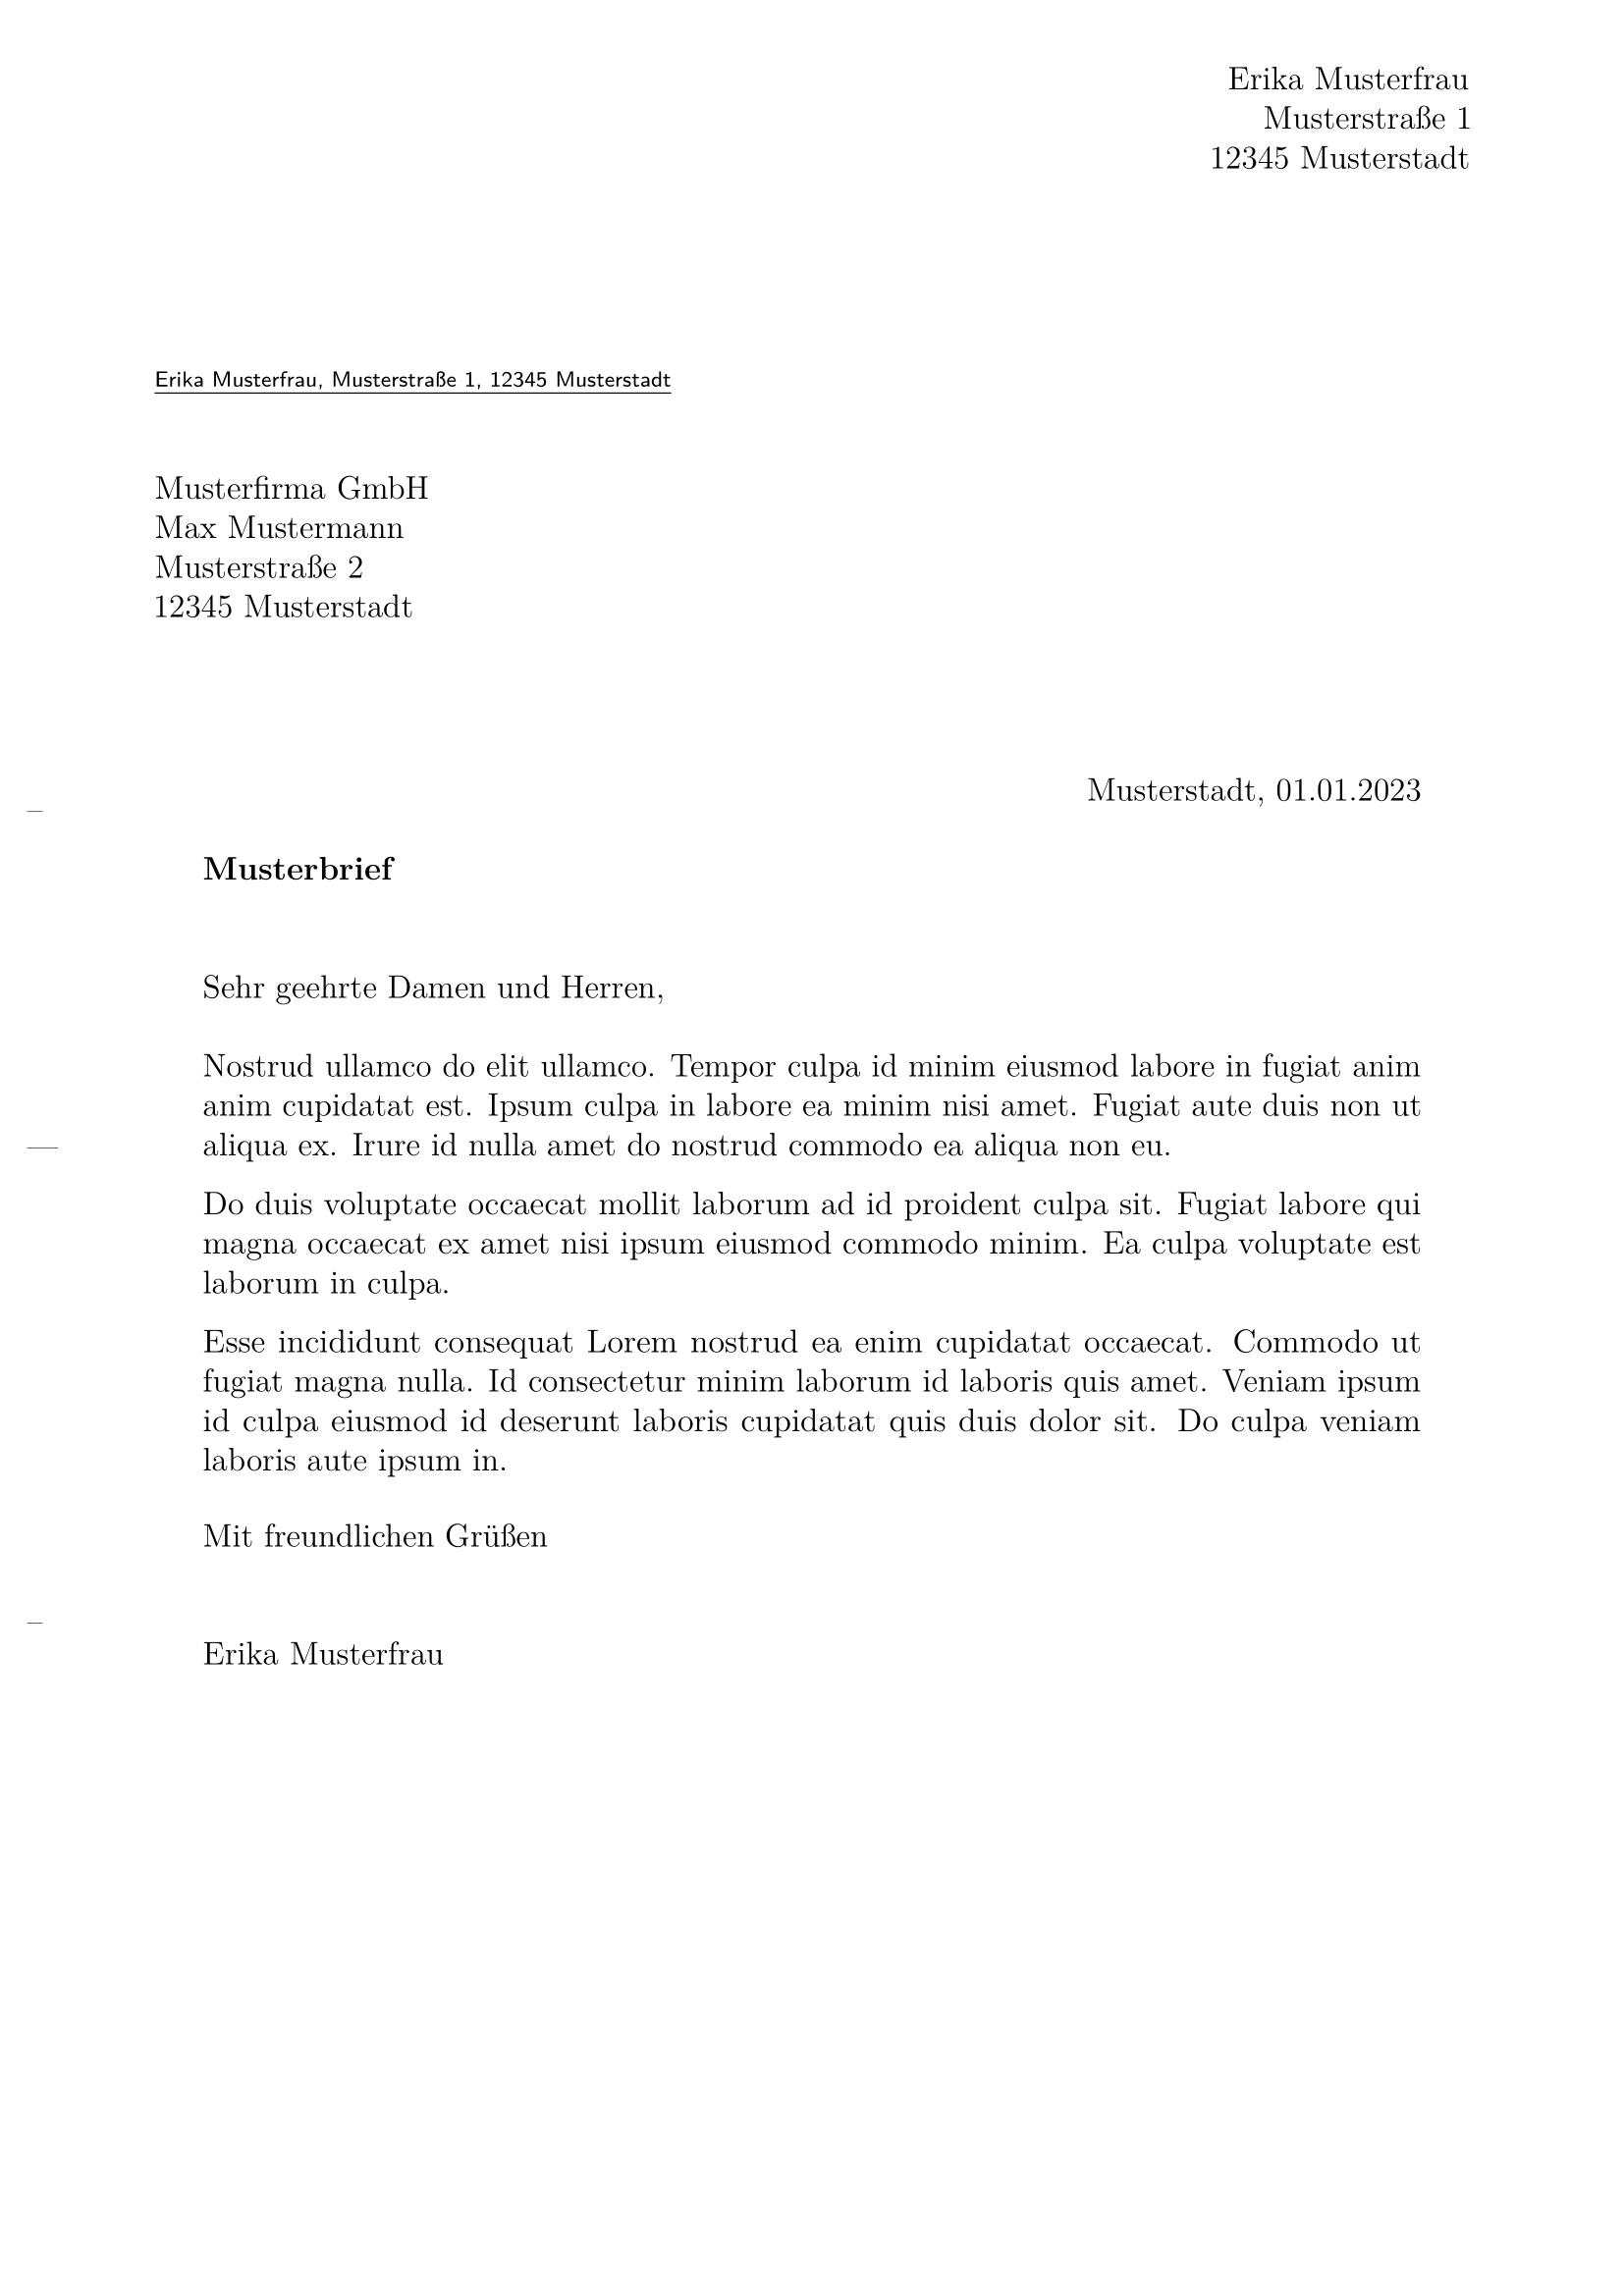 Erika Musterfrau
Musterstraße 1
12345 Musterstadt
Erika Musterfrau, Musterstraße 1, 12345 Musterstadt
Musterfirma GmbH
Max Mustermann
Musterstraße 2
12345 Musterstadt
Musterstadt, 01.01.2023
Musterbrief
Sehr geehrte Damen und Herren,
Nostrud ullamco do elit ullamco. Tempor culpa id minim eiusmod labore in fugiat anim
anim cupidatat est. Ipsum culpa in labore ea minim nisi amet. Fugiat aute duis non ut
aliqua ex. Irure id nulla amet do nostrud commodo ea aliqua non eu.
Do duis voluptate occaecat mollit laborum ad id proident culpa sit. Fugiat labore qui
magna occaecat ex amet nisi ipsum eiusmod commodo minim. Ea culpa voluptate est
laborum in culpa.
Esse incididunt consequat Lorem nostrud ea enim cupidatat occaecat. Commodo ut
fugiat magna nulla. Id consectetur minim laborum id laboris quis amet. Veniam ipsum
id culpa eiusmod id deserunt laboris cupidatat quis duis dolor sit. Do culpa veniam
laboris aute ipsum in.
Mit freundlichen Grüßen
Erika Musterfrau